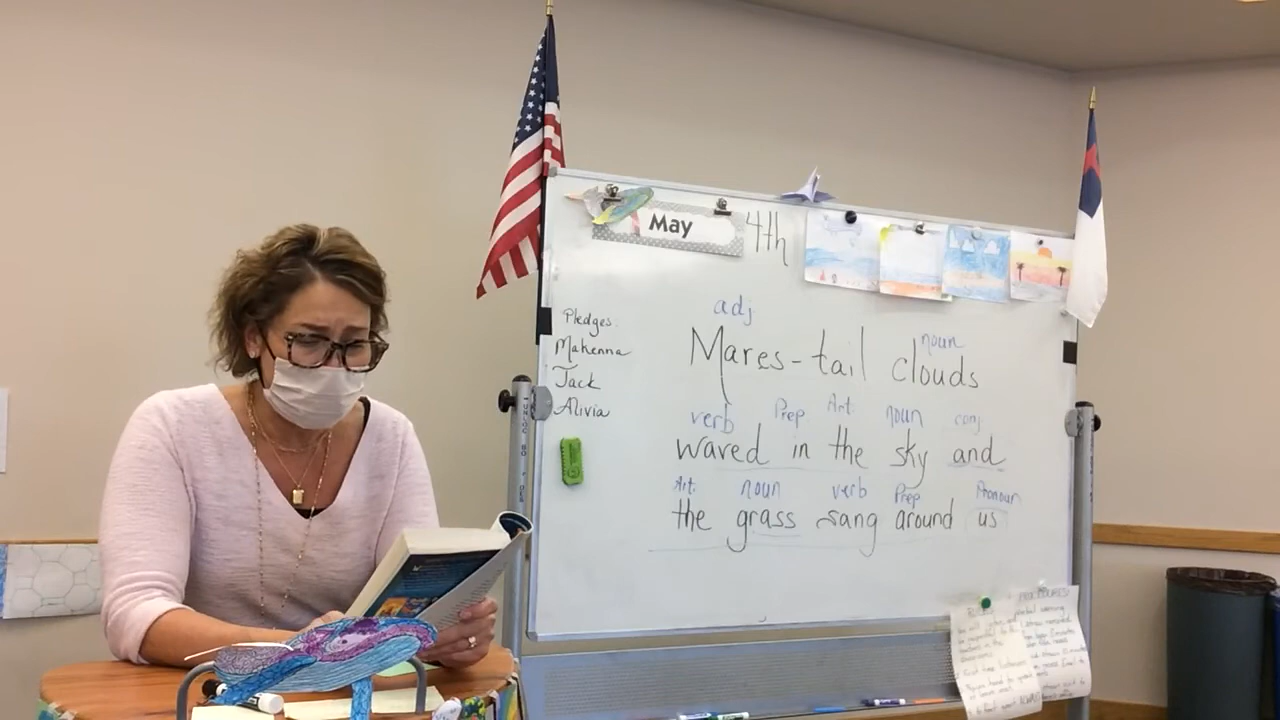 May 4th
Pledges:
Makenna
Jack
Alivia
adj
noun
Mares-tail clouds
verb Prep Art. noun conj
waved in the sky and
Art. noun verb Prep Pronoun
the grass sang around us